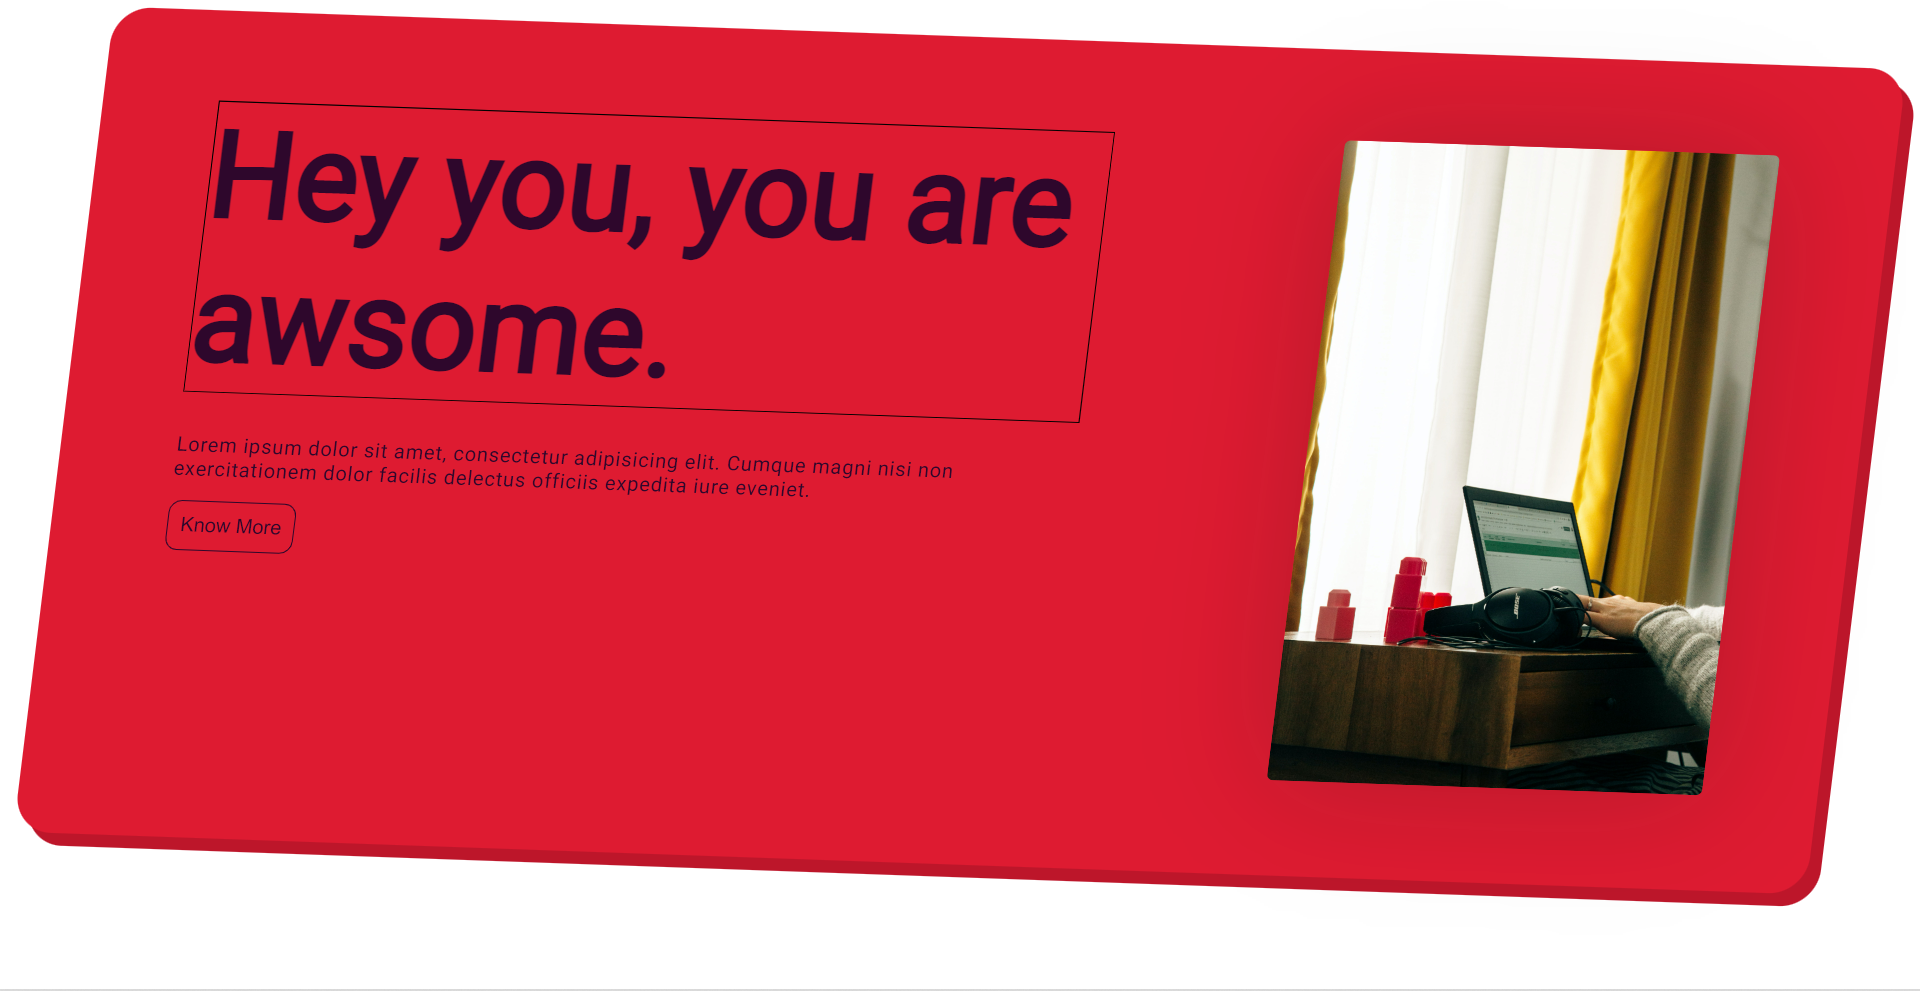 Hey you, you are
awsome.
Lorem ipsum dolor sit amet, consectetur adipisicing elit. Cumque magni nisi non
exercitationem dolor facilis delectus officiis expedita iure eveniet.
Know More
BOSE